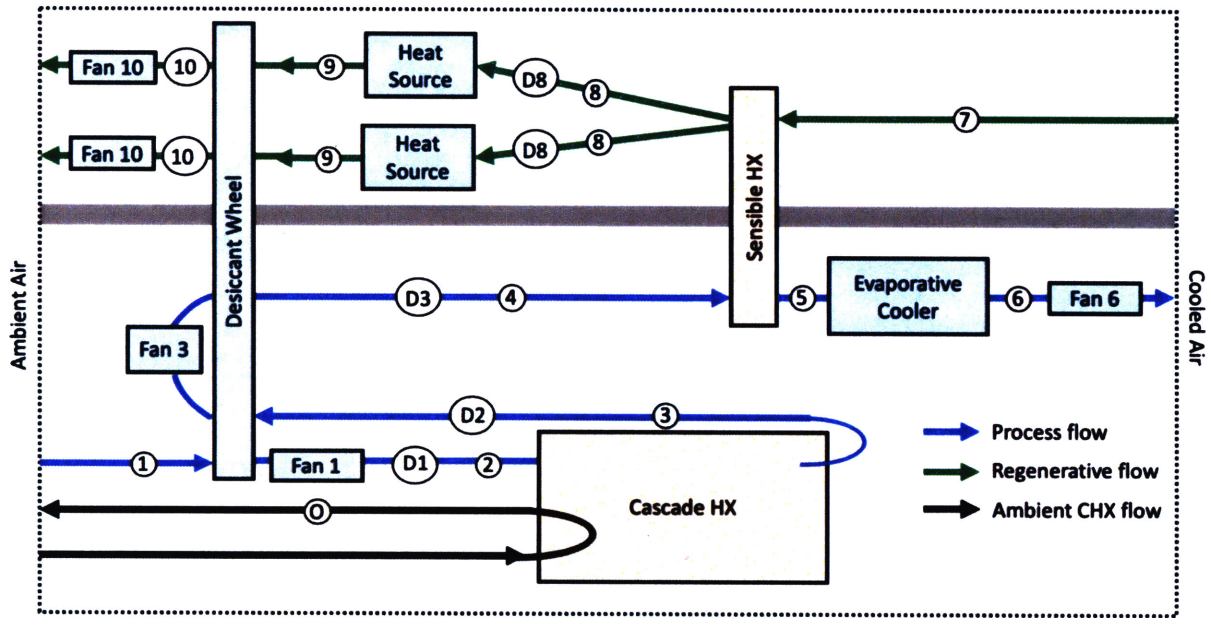 Fan 10
10
9
Heat
Source
D8
8
7
Fan 10
10
9
Heat
Source
D8
8
Sensible HX
Desiccant Wheel
Ambient Air
Cooled Air
D3
4
5
Evaporative
Cooler
6
Fan 6
Fan 3
D2
3
1
Fan 1
D1
2
O
Cascade HX
Process flow
Regenerative flow
Ambient CHX flow